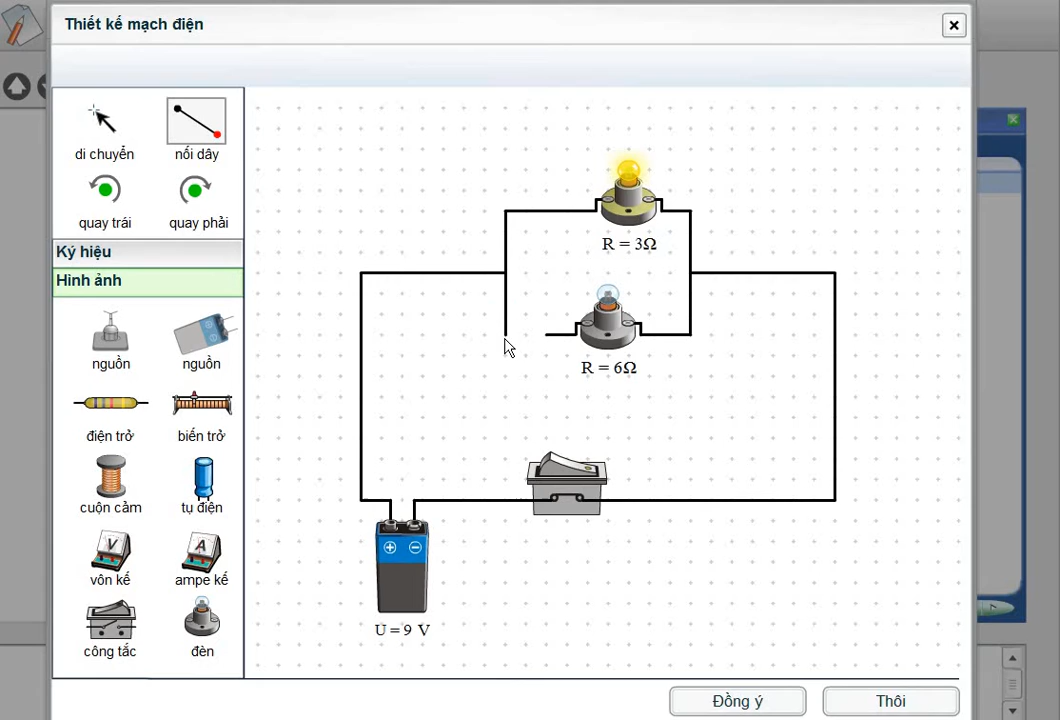 Thiết kế mạch điện
di chuyển
nối dây
quay trái
quay phải
Ký hiệu
Hình ảnh
nguồn
nguồn
điện trở
biến trở
cuộn cảm
tụ điện
V
A
vôn kế
ampe kế
công tắc
đèn
R = 3Ω
R = 6Ω
U = 9 V
Đồng ý
Thôi